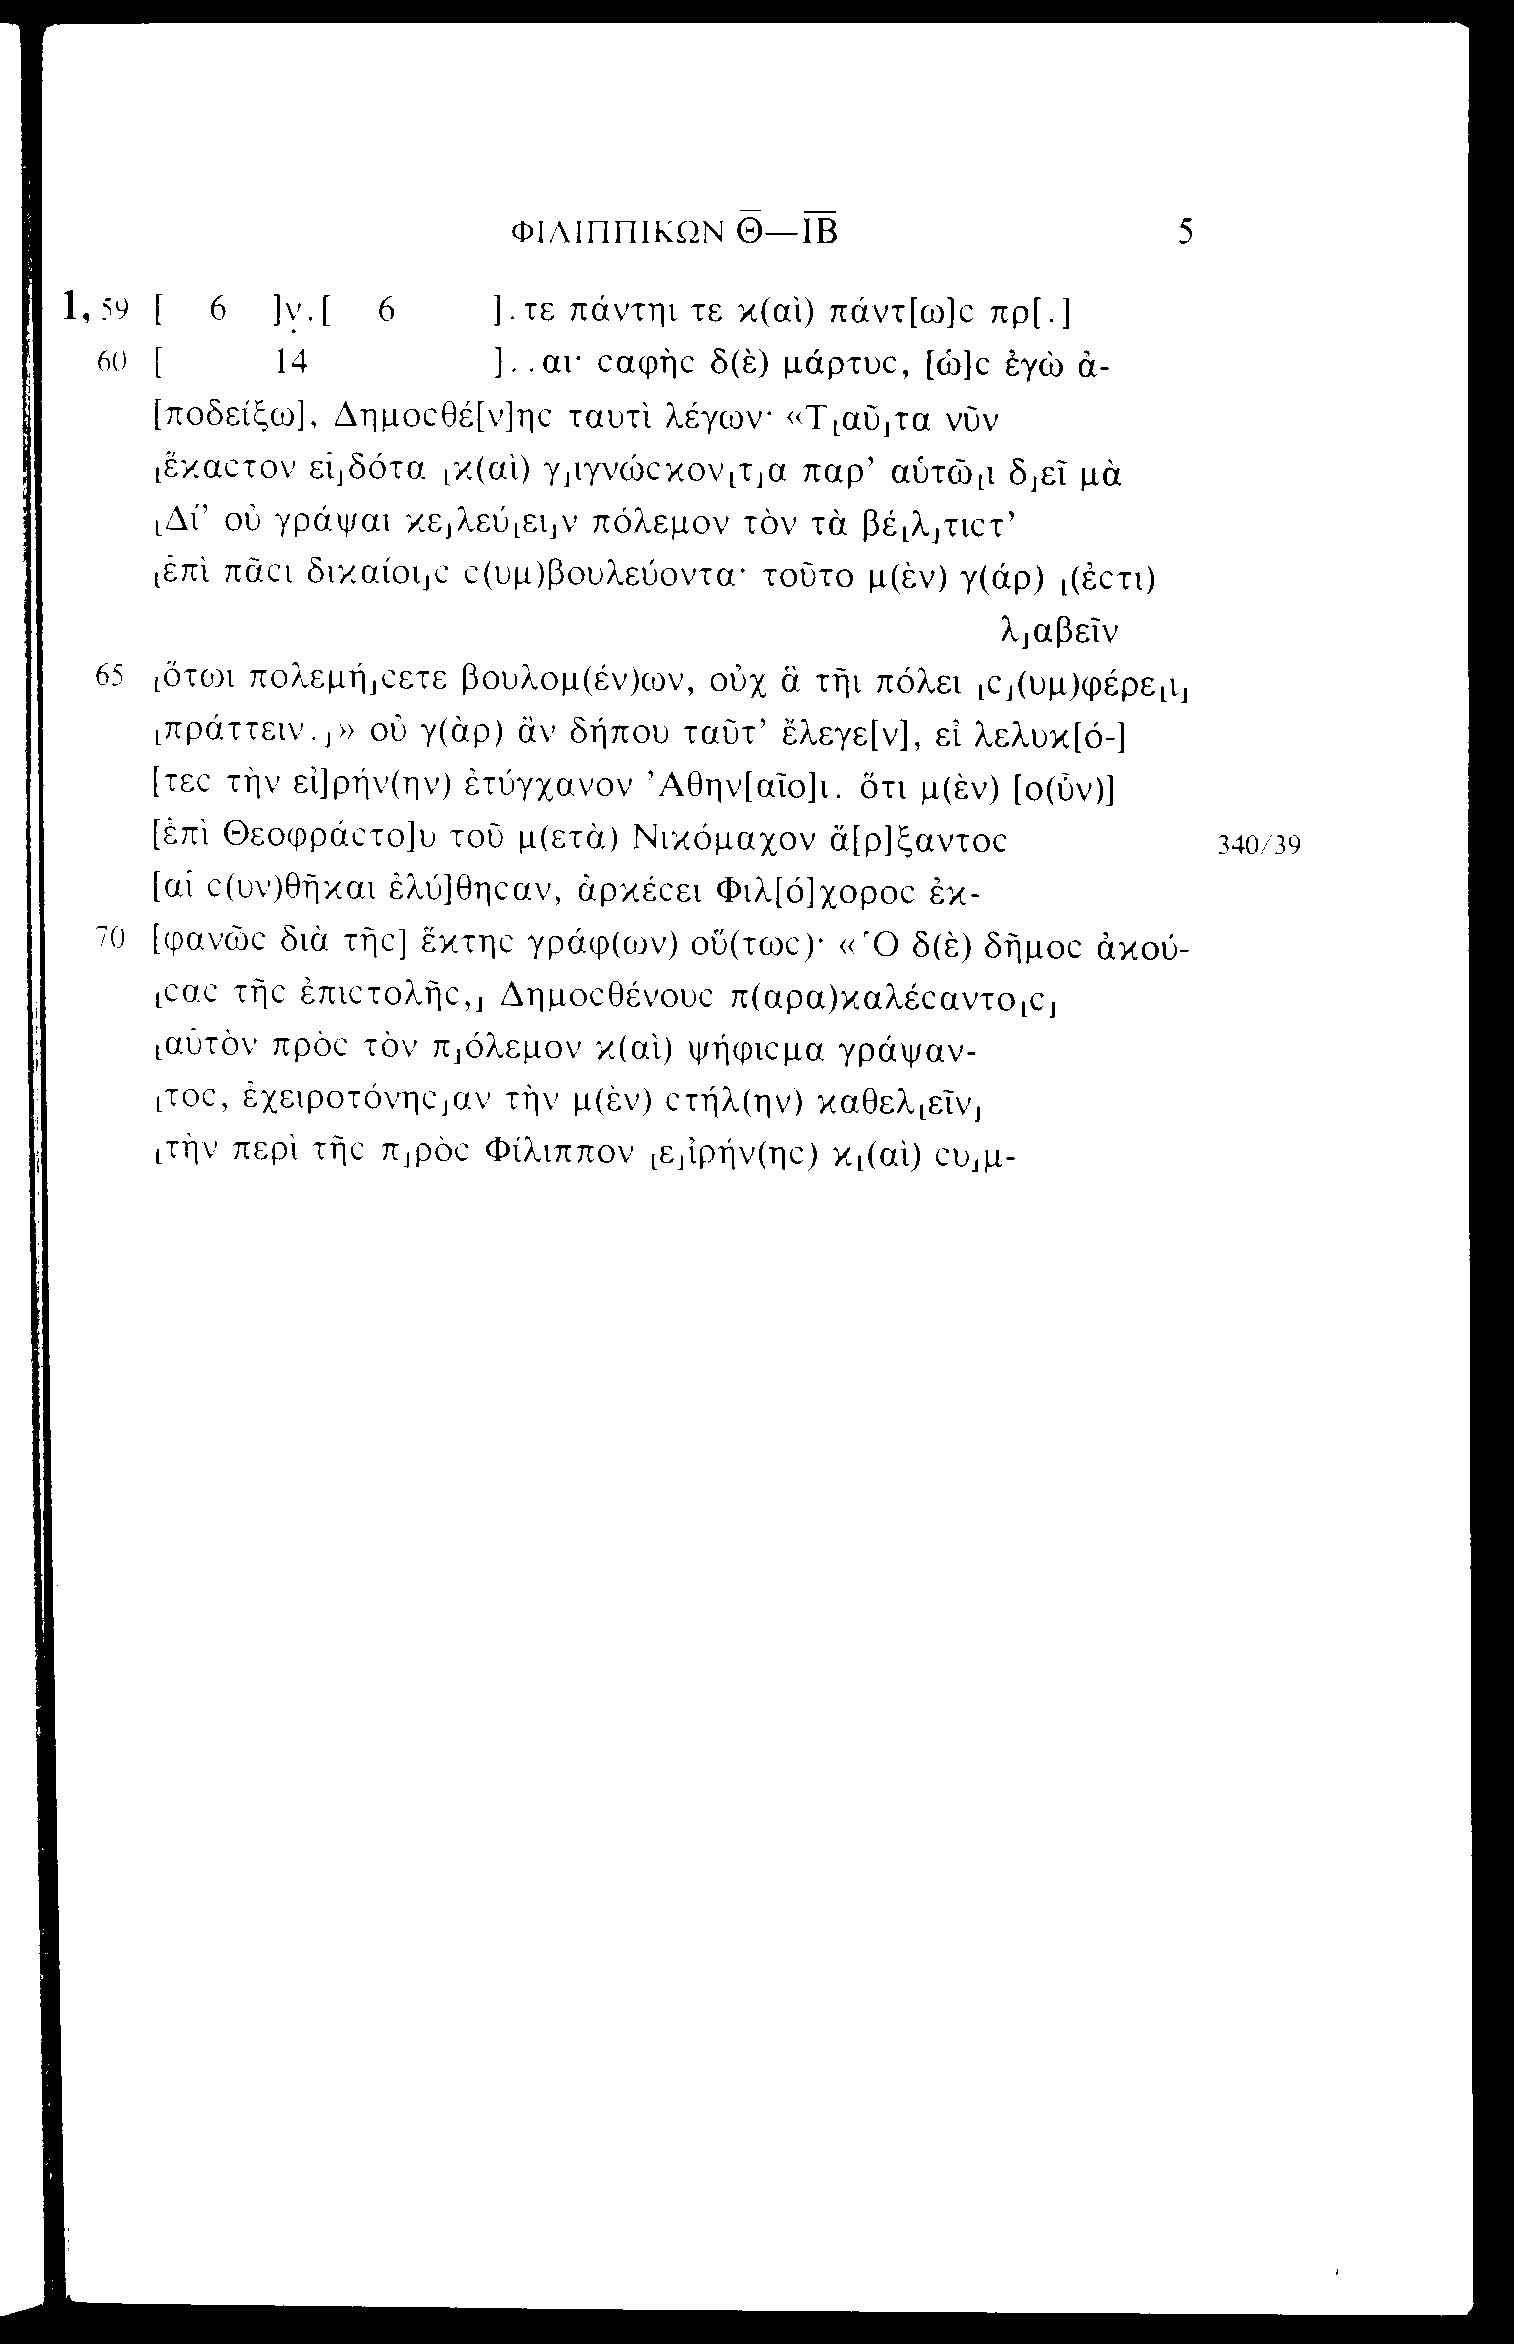 ΦΙΛΙΠΠΙΚΩΝ Θ̅—Ι̅Β̅ 5
1, 59 [ 6 ]ν̣.[ 6 ].τε πάντηι τε κ(αὶ) πάντ[ω]ϲ πρ[.]
60 [ 14 ]..αι· ϲαφὴϲ δ(ὲ) μάρτυϲ, [ὡ]ϲ ἐγὼ ἀ-
[ποδείξω], Δημοϲθέ[ν]ηϲ ταυτὶ λέγων· «Τ⸤αῦ⸥τα νῦν
⸤ἕκαϲτον εἰ⸥δότα ⸤κ(αὶ) γ⸥ιγνώϲκον⸤τ⸥α παρ’ αὑτῶ⸤ι δ⸥εῖ μὰ
⸤Δί’ οὐ γράψαι κε⸥λεύ⸤ει⸥ν πόλεμον τὸν τὰ βέ⸤λ⸥τιϲτ’
⸤ἐπὶ πᾶϲι δικαίοι⸥ϲ ϲ(υμ)βουλεύοντα· τοῦτο μ(ὲν) γ(άρ) ⸤(ἐϲτι)
λ⸥αβεῖν
65 ⸤ὅτωι πολεμή⸥ϲετε βουλομ(έν)ων, οὐχ ἃ τῆι πόλει ⸤ϲ⸥(υμ)φέρε⸤ι⸥
⸤πράττειν.⸥» οὐ γ(ὰρ) ἂν δήπου ταῦτ’ ἔλεγε[ν], εἰ λελυκ[ό-]
[τεϲ τὴν εἰ]ρήν(ην) ἐτύγχανον Ἀθην[αῖο]ι. ὅτι μ(ὲν) [ο(ὖν)]
[ἐπὶ Θεοφράϲτο]υ τοῦ μ(ετὰ) Νικόμαχον ἄ[ρ]ξαντοϲ 340/39
[αἱ ϲ(υν)θῆκαι ἐλύ]θηϲαν, ἀρκέϲει Φιλ[ό]χοροϲ ἐκ-
70 [φανῶϲ διὰ τῆϲ] ἕκτηϲ γράφ(ων) οὕ(τωϲ)· «Ὁ δ(ὲ) δῆμοϲ ἀκού-
⸤ϲαϲ τῆϲ ἐπιϲτολῆϲ,⸥ Δημοϲθένουϲ π(αρα)καλέϲαντο⸤ϲ⸥
⸤αὐτὸν πρὸϲ τὸν π⸥όλεμον κ(αὶ) ψήφιϲμα γράψαν-
⸤τοϲ, ἐχειροτόνηϲ⸥αν τὴν μ(ὲν) ϲτήλ(ην) καθελ⸤εῖν⸥
⸤τὴν περὶ τῆϲ π⸥ρὸϲ Φίλιππον ⸤ε⸥ἰρήν(ηϲ) κ⸤(αὶ) ϲυ⸥μ-